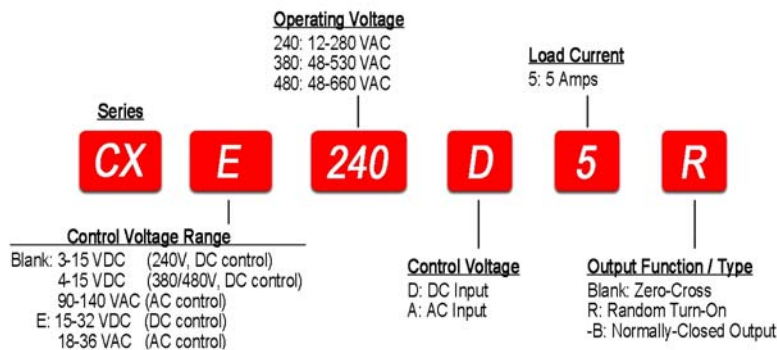 Operating Voltage
240: 12-280 VAC
380: 48-530 VAC
480: 48-660 VAC
Load Current
5: 5 Amps
Series
CX E 240 D 5 R
Control Voltage Range
Blank: 3-15 VDC (240V, DC control)
4-15 VDC (380/480V, DC control)
90-140 VAC (AC control)
E: 15-32 VDC (DC control)
18-36 VAC (AC control)
Control Voltage
D: DC Input
A: AC Input
Output Function / Type
Blank: Zero-Cross
R: Random Turn-On
-B: Normally-Closed Output